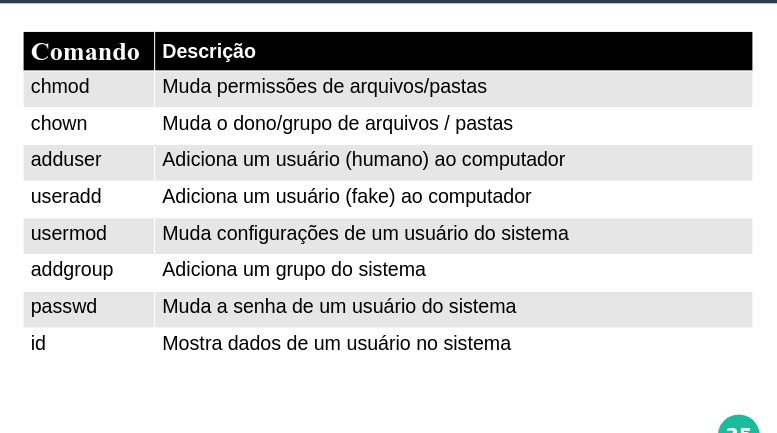 Comando Descrição
chmod Muda permissões de arquivos/pastas
chown Muda o dono/grupo de arquivos / pastas
adduser Adiciona um usuário (humano) ao computador
useradd Adiciona um usuário (fake) ao computador
usermod Muda configurações de um usuário do sistema
addgroup Adiciona um grupo do sistema
passwd Muda a senha de um usuário do sistema
id Mostra dados de um usuário no sistema